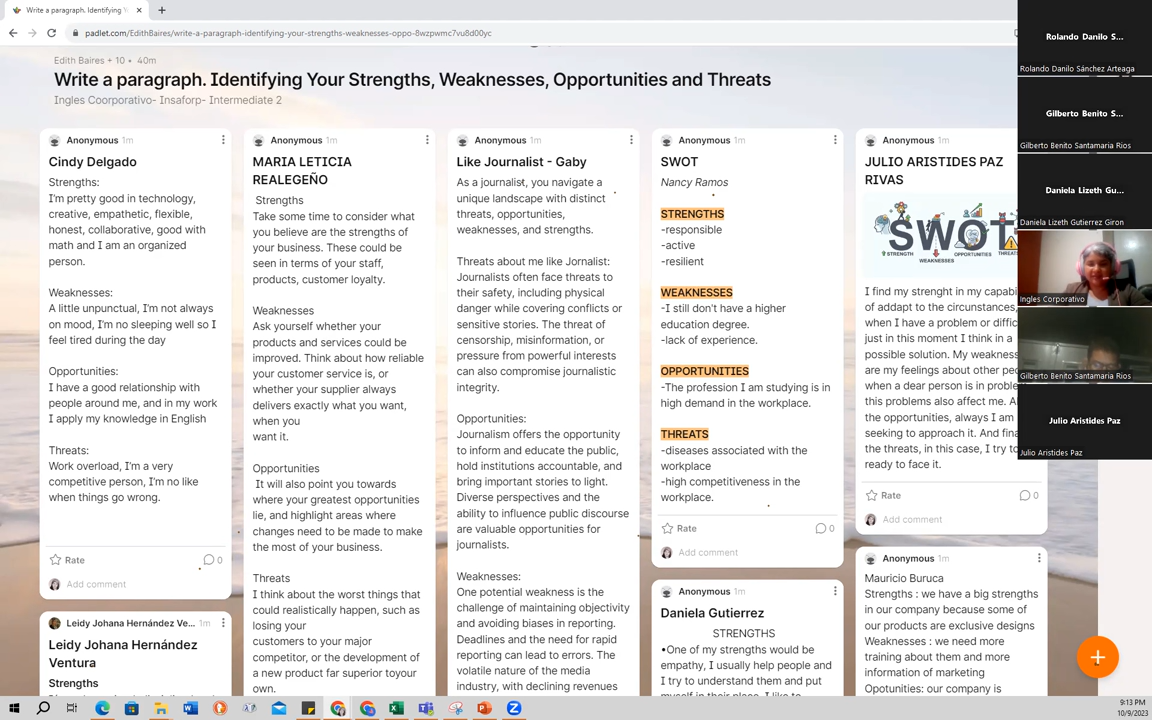 Write a paragraph. Identifying Y
padlet.com/EdithBaires/write-a-paragraph-identifying-your-strengths-weaknesses-oppo-8wzpwmc7vu8d00yc
Edith Baires + 10 • 40m
Write a paragraph. Identifying Your Strengths, Weaknesses, Opportunities and Threats
Ingles Coorporativo- Insaforp- Intermediate 2
Anonymous 1m
Cindy Delgado
Strengths:
I'm pretty good in technology,
creative, empathetic, flexible,
honest, collaborative, good with
math and I am an organized
person.
Weaknesses:
A little unpunctual, I'm not always
on mood, I'm no sleeping well so I
feel tired during the day
Opportunities:
I have a good relationship with
people around me, and in my work
I apply my knowledge in English
Threats:
Work overload, I'm a very
competitive person, I'm no like
when things go wrong.
Rate
0
Add comment
Leidy Johana Hernández Ve... 1m
Leidy Johana Hernández
Ventura
Strengths
Anonymous 1m
MARIA LETICIA
REALEGEÑO
Strengths
Take some time to consider what
you believe are the strengths of
your business. These could be
seen in terms of your staff,
products, customer loyalty.
Weaknesses
Ask yourself whether your
products and services could be
improved. Think about how reliable
your customer service is, or
whether your supplier always
delivers exactly what you want,
when you
want it.
Opportunities
It will also point you towards
where your greatest opportunities
lie, and highlight areas where
changes need to be made to make
the most of your business.
Threats
I think about the worst things that
could realistically happen, such as
losing your
customers to your major
competitor, or the development of
a new product far superior toyour
own.
Anonymous 1m
Like Journalist - Gaby
As a journalist, you navigate a
unique landscape with distinct
threats, opportunities,
weaknesses, and strengths.
Threats about me like Jornalist:
Journalists often face threats to
their safety, including physical
danger while covering conflicts or
sensitive stories. The threat of
censorship, misinformation, or
pressure from powerful interests
can also compromise journalistic
integrity.
Opportunities:
Journalism offers the opportunity
to inform and educate the public,
hold institutions accountable, and
bring important stories to light.
Diverse perspectives and the
ability to influence public discourse
are valuable opportunities for
journalists.
Weaknesses:
One potential weakness is the
challenge of maintaining objectivity
and avoiding biases in reporting.
Deadlines and the need for rapid
reporting can lead to errors. The
volatile nature of the media
industry, with declining revenues
Anonymous 1m
SWOT
Nancy Ramos
STRENGTHS
-responsible
-active
-resilient
WEAKNESSES
-I still don't have a higher
education degree.
-lack of experience.
OPPORTUNITIES
-The profession I am studying is in
high demand in the workplace.
THREATS
-diseases associated with the
workplace
-high competitiveness in the
workplace.
Rate
0
Add comment
Anonymous 1m
Daniela Gutierrez
STRENGTHS
•One of my strengths would be
empathy, I usually help people and
I try to understand them and put
myself in their place. I like to
Anonymous 1m
JULIO ARISTIDES PAZ
RIVAS
SWOT
STRENGTH
WEAKNESSES
OPPORTUNITIES
THREATS
I find my strenght in my capabi
of addapt to the circumstances,
when I have a problem or diffic
just in this moment I think in a
possible solution. My weakness
are my feelings about other peo
when a dear person is in proble
this problems also affect me. A
the opportunities, always I am
seeking to approach it. And fina
the threats, in this case, I try to
ready to face it.
Rate
0
Add comment
Anonymous 1m
Mauricio Buruca
Strengths : we have a big strengths
in our company because some of
our products are exclusive designs
Weaknesses : we need more
training about them and more
information of marketing
Opotunities: our company is
Rolando Danilo S...
Rolando Danilo Sánchez Arteaga
Gilberto Benito S...
Gilberto Benito Santamaria Rios
Daniela Lizeth Gu...
Daniela Lizeth Gutierrez Giron
Ingles Corporativo
Gilberto Benito Santamaria Rios
Julio Aristides Paz
Julio Aristides Paz
9:13 PM
10/9/2023